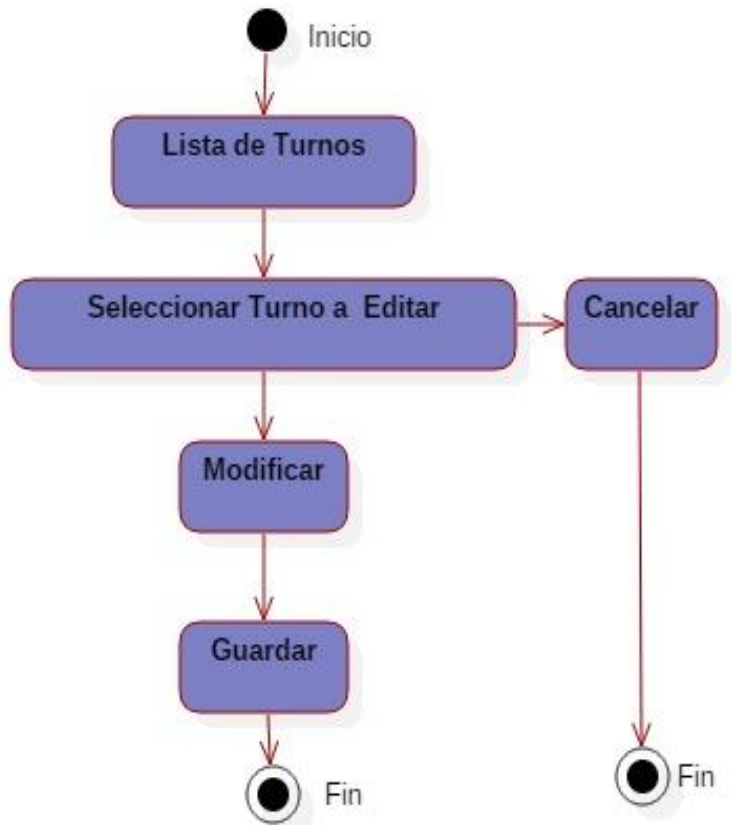 Inicio
Lista de Turnos
Seleccionar Turno a Editar
Cancelar
Modificar
Guardar
Fin
Fin